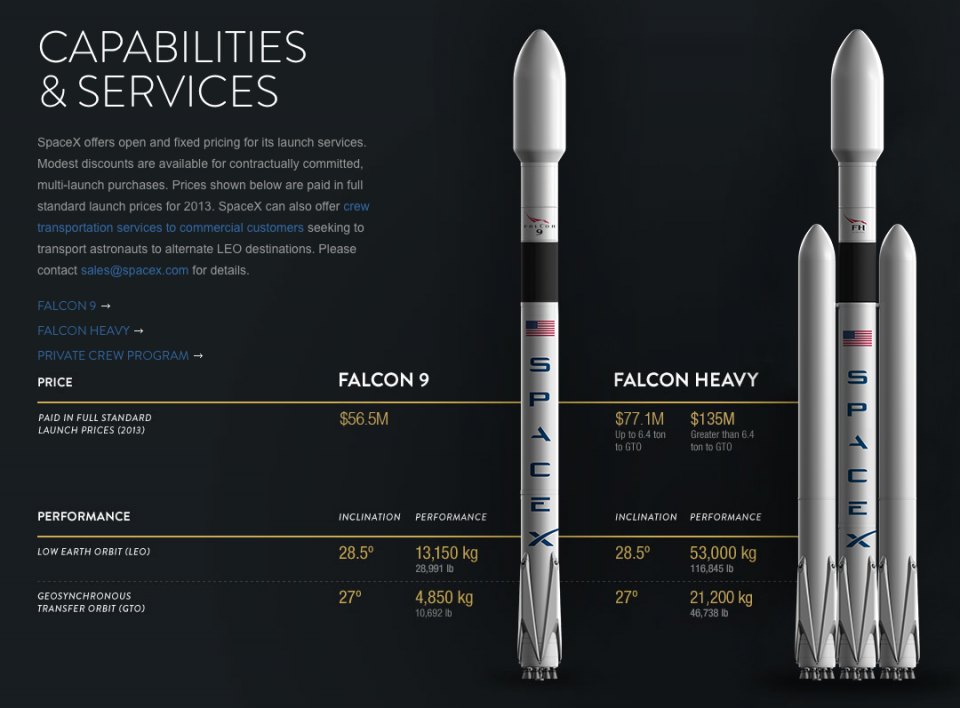 CAPABILITIES
& SERVICES
SpaceX offers open and fixed pricing for its launch services.
Modest discounts are available for contractually committed,
multi-launch purchases. Prices shown below are paid in full
standard launch prices for 2013. SpaceX can also offer crew
transportation services to commercial customers seeking to
transport astronauts to alternate LEO destinations. Please
contact sales@spacex.com for details.
FALCON 9 →
FALCON HEAVY →
PRIVATE CREW PROGRAM →
PRICE FALCON 9 FALCON HEAVY
PAID IN FULL STANDARD
LAUNCH PRICES (2013)
$56.5M
$77.1M
Up to 6.4 ton
to GTO
$135M
Greater than 6.4
ton to GTO
PERFORMANCE INCLINATION PERFORMANCE INCLINATION PERFORMANCE
LOW EARTH ORBIT (LEO) 28.5º 13,150 kg 28.5º 53,000 kg
28,991 lb 116,845 lb
GEOSYNCHRONOUS
TRANSFER ORBIT (GTO)
27º 4,850 kg 27º 21,200 kg
10,692 lb 46,738 lb
FALCON
9
SPACEX
FH
SPACEX